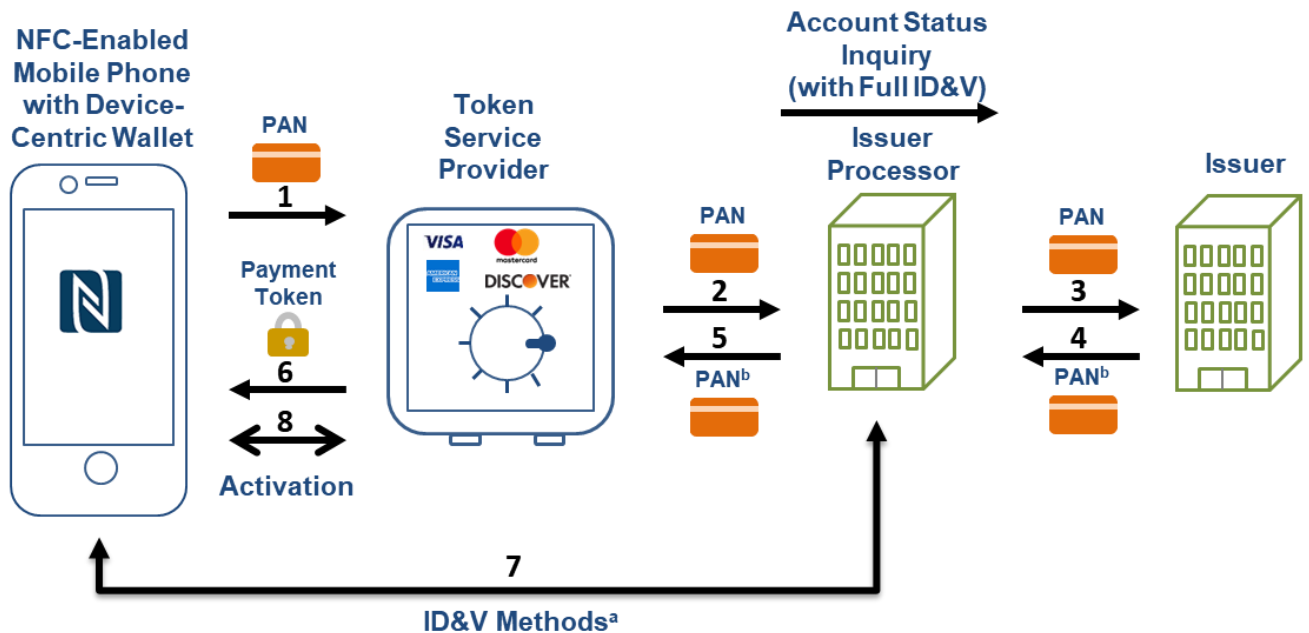 NFC-Enabled
Mobile Phone
with Device-
Centric Wallet
PAN
1
Payment
Token
6
8
Activation
Token
Service
Provider
VISA
mastercard
AMERICAN
EXPRESS
DISCOVER
PAN
2
5
PANᵇ
Account Status
Inquiry
(with Full ID&V)
Issuer
Processor
PAN
3
4
PANᵇ
Issuer
7
ID&V Methodsᵃ